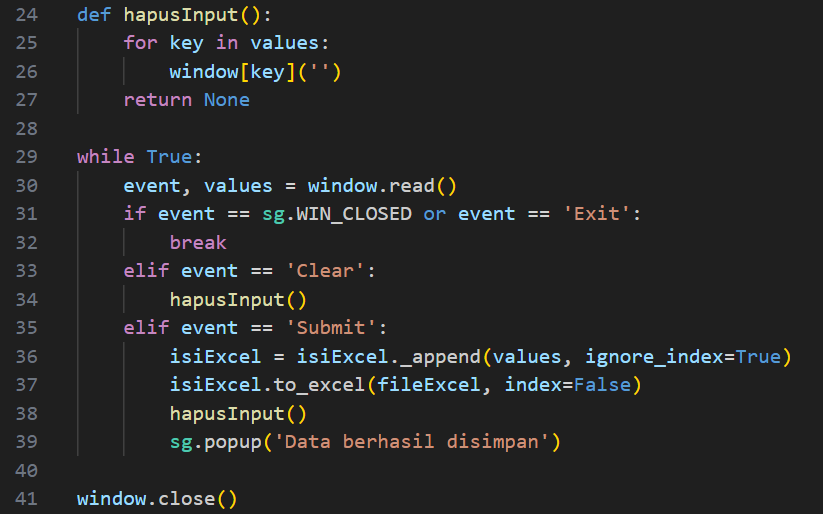 24 def hapusInput():
25     for key in values:
26         window[key]('')
27     return None
28
29 while True:
30     event, values = window.read()
31     if event == sg.WIN_CLOSED or event == 'Exit':
32         break
33     elif event == 'Clear':
34         hapusInput()
35     elif event == 'Submit':
36         isiExcel = isiExcel._append(values, ignore_index=True)
37         isiExcel.to_excel(fileExcel, index=False)
38         hapusInput()
39         sg.popup('Data berhasil disimpan')
40
41 window.close()